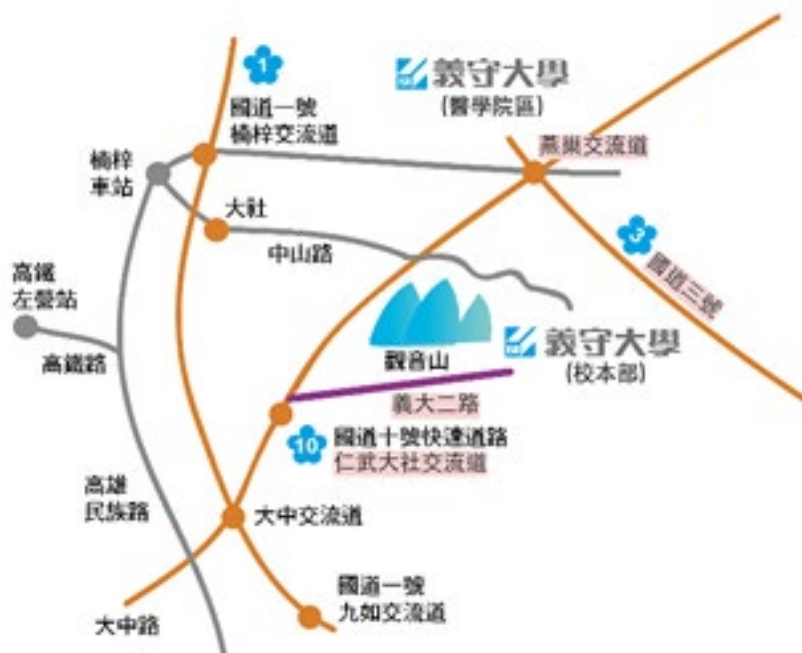 1
國道一號
楠梓交流道
義守大學
(醫學院區)
燕巢交流道
楠梓
車站
大社
中山路
3
國道三號
高鐵
左營站
高鐵路
觀音山
義守大學
(校本部)
義大二路
10
國道十號快速道路
仁武大社交流道
高雄
民族路
大中交流道
國道一號
九如交流道
大中路